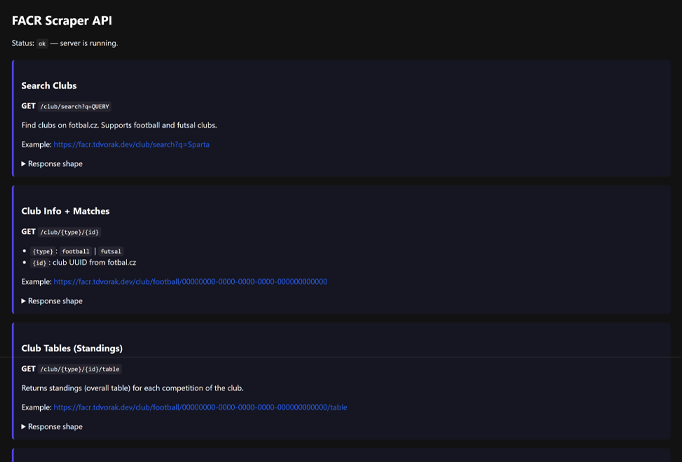 FACR Scraper API
Status: ok — server is running.
Search Clubs
GET /club/search?q=QUERY
Find clubs on fotbal.cz. Supports football and futsal clubs.
Example: https://facr.tdvorak.dev/club/search?q=Sparta
▶ Response shape
Club Info + Matches
GET /club/{type}/{id}
• {type} : football | futsal
• {id} : club UUID from fotbal.cz
Example: https://facr.tdvorak.dev/club/football/00000000-0000-0000-0000-000000000000
▶ Response shape
Club Tables (Standings)
GET /club/{type}/{id}/table
Returns standings (overall table) for each competition of the club.
Example: https://facr.tdvorak.dev/club/football/00000000-0000-0000-0000-000000000000/table
▶ Response shape